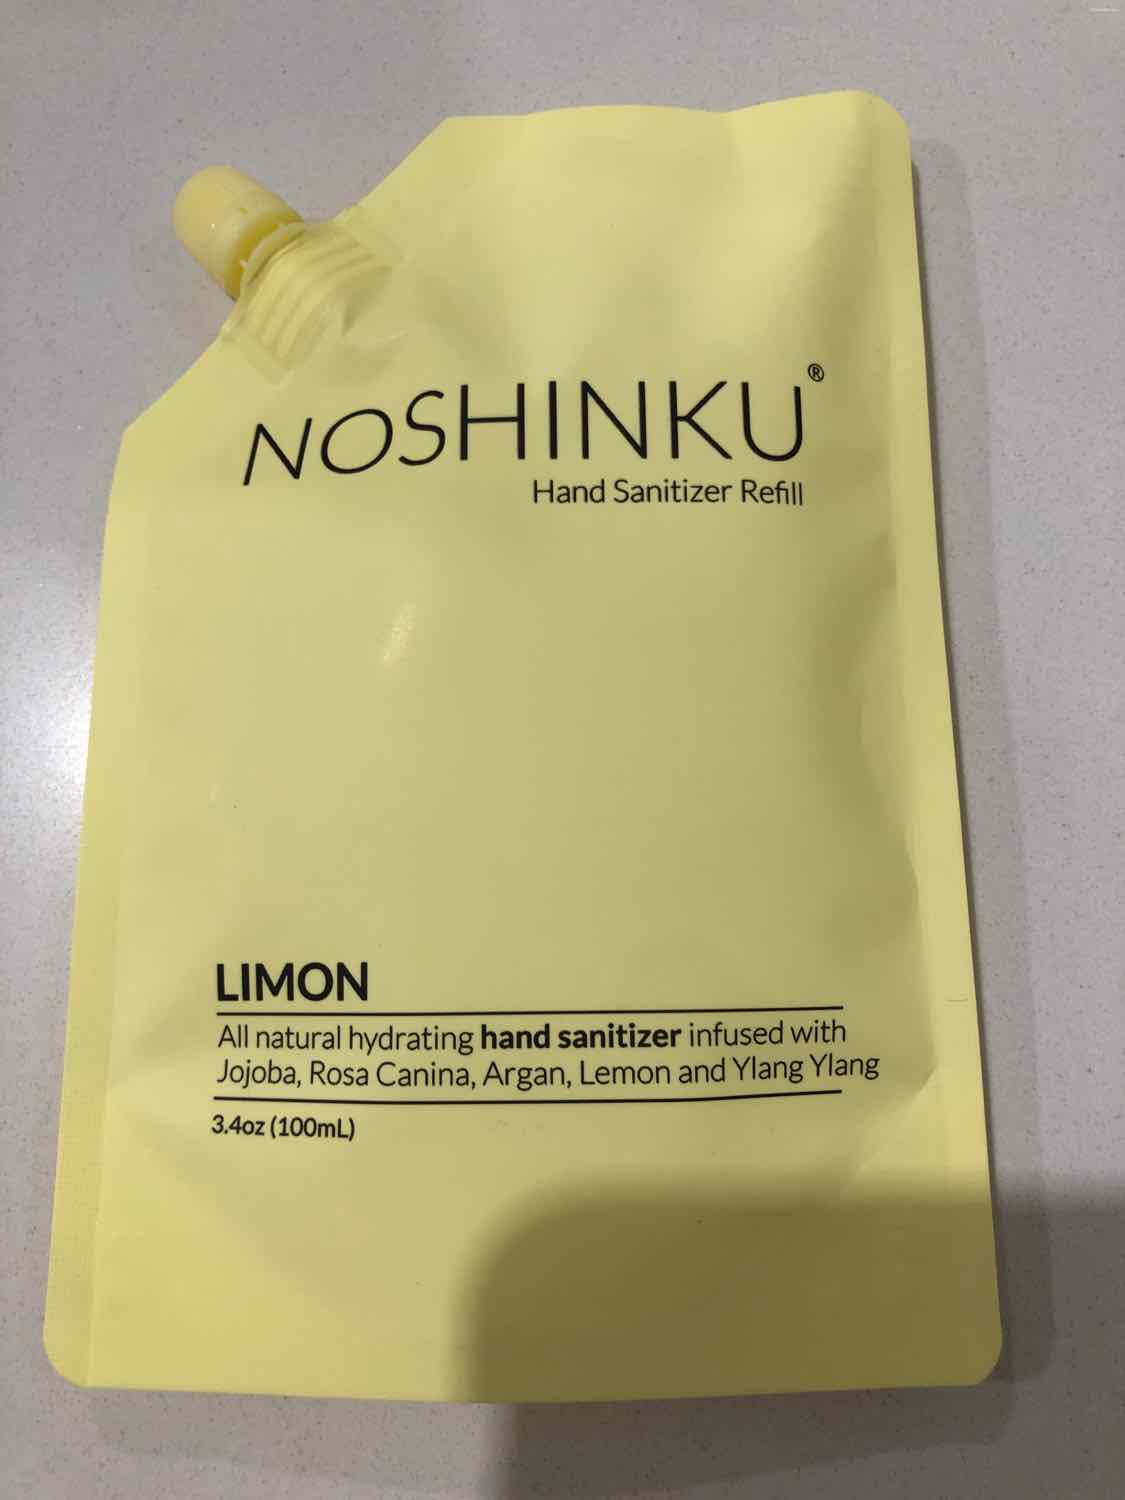 NOSHINKU®
Hand Sanitizer Refill
LIMON
All natural hydrating hand sanitizer infused with
Jojoba, Rosa Canina, Argan, Lemon and Ylang Ylang
3.4oz (100mL)